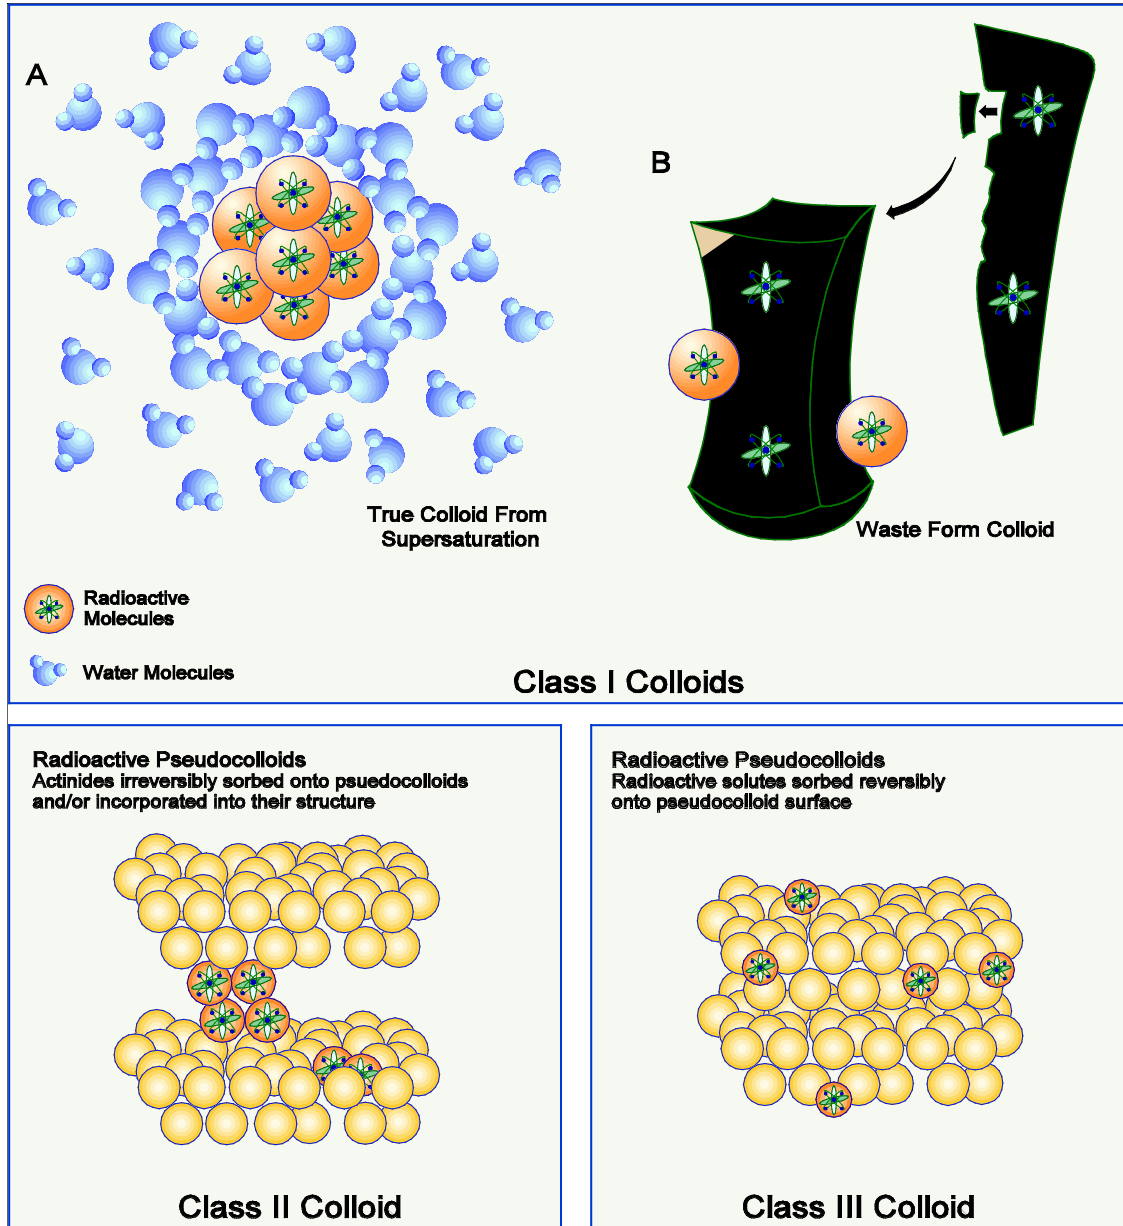 A
B
True Colloid From
Supersaturation
Waste Form Colloid
Radioactive
Molecules
Water Molecules
Class I Colloids
Radioactive Pseudocolloids
Actinides irreversibly sorbed onto psuedocolloids
and/or incorporated into their structure
Class II Colloid
Radioactive Pseudocolloids
Radioactive solutes sorbed reversibly
onto pseudocolloid surface
Class III Colloid